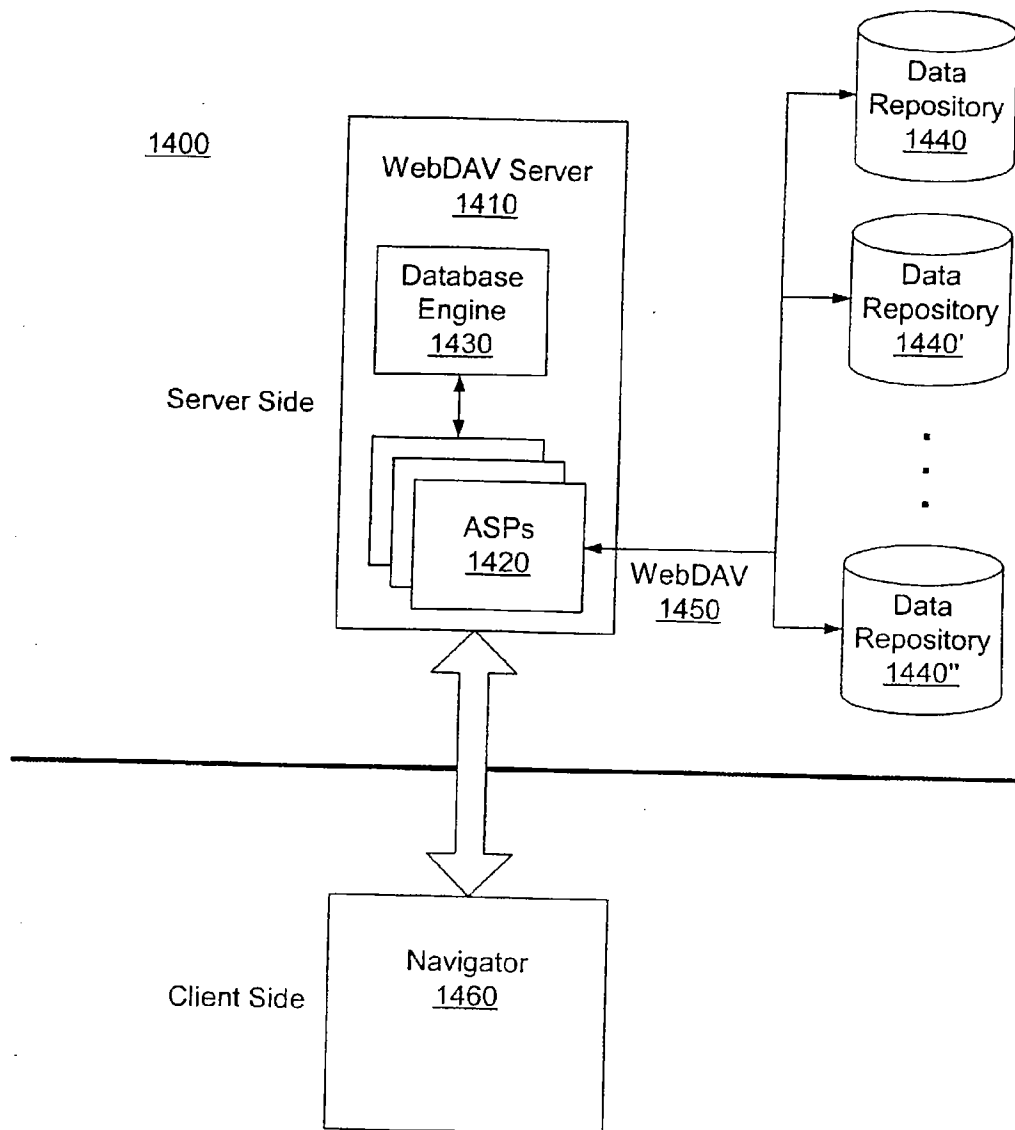 1400
WebDAV Server
1410
Database
Engine
1430
Server Side
ASPs
1420
WebDAV
1450
Data
Repository
1440
Data
Repository
1440'
Data
Repository
1440"
Navigator
1460
Client Side